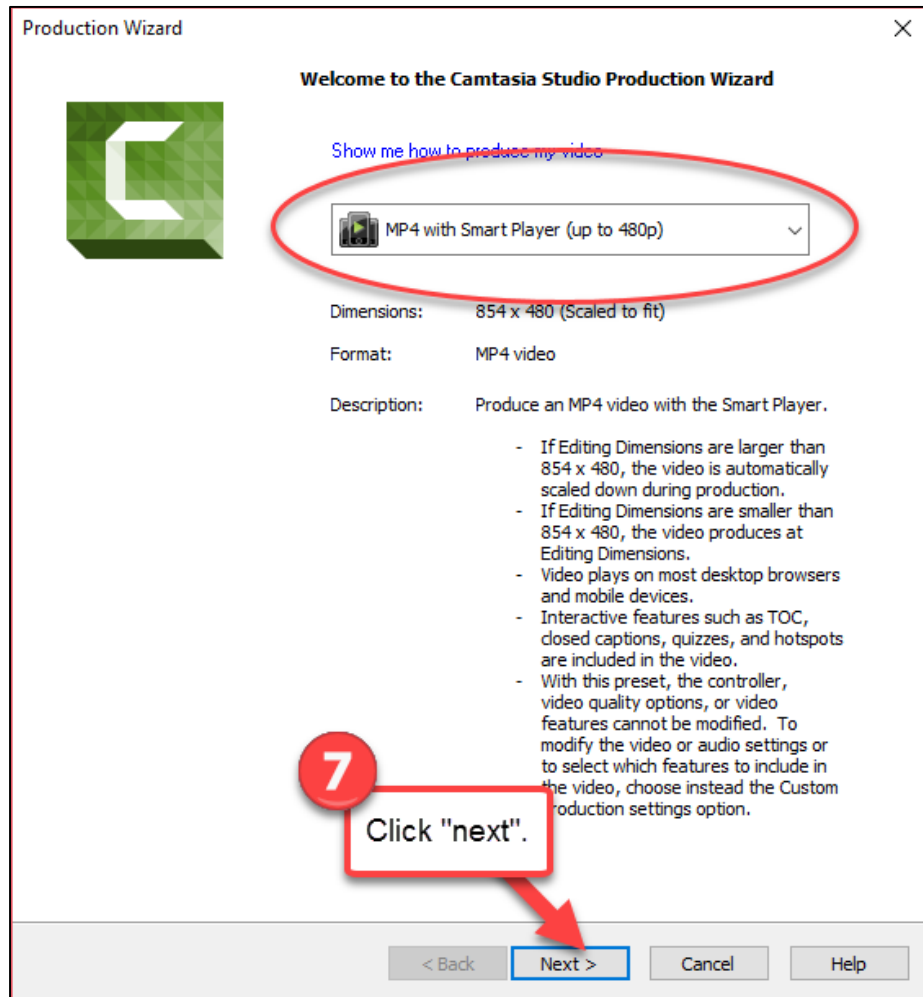 Production Wizard
Welcome to the Camtasia Studio Production Wizard
Show me how to produce my video
MP4 with Smart Player (up to 480p)
Dimensions: 854 x 480 (Scaled to fit)
Format: MP4 video
Description: Produce an MP4 video with the Smart Player.
- If Editing Dimensions are larger than
854 x 480, the video is automatically
scaled down during production.
- If Editing Dimensions are smaller than
854 x 480, the video produces at
Editing Dimensions.
- Video plays on most desktop browsers
and mobile devices.
- Interactive features such as TOC,
closed captions, quizzes, and hotspots
are included in the video.
- With this preset, the controller,
video quality options, or video
features cannot be modified. To
modify the video or audio settings or
to select which features to include in
the video, choose instead the Custom
production settings option.
7
Click "next".
< Back Next > Cancel Help